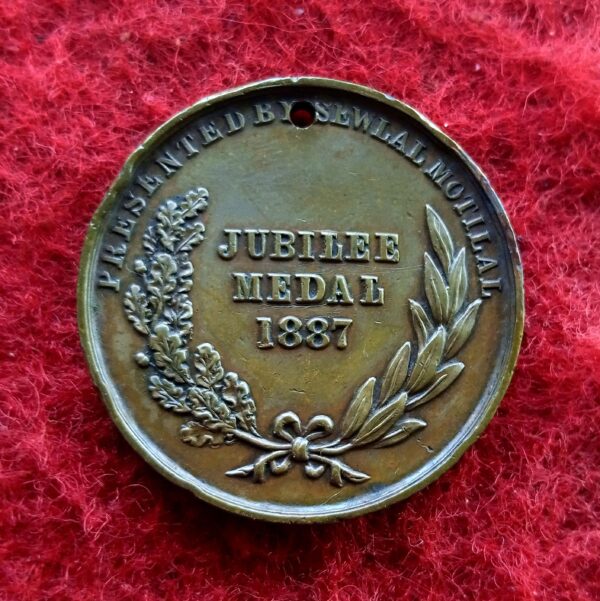 PRESENTED BY SEWLAL MOTILAL
JUBILEE
MEDAL
1887